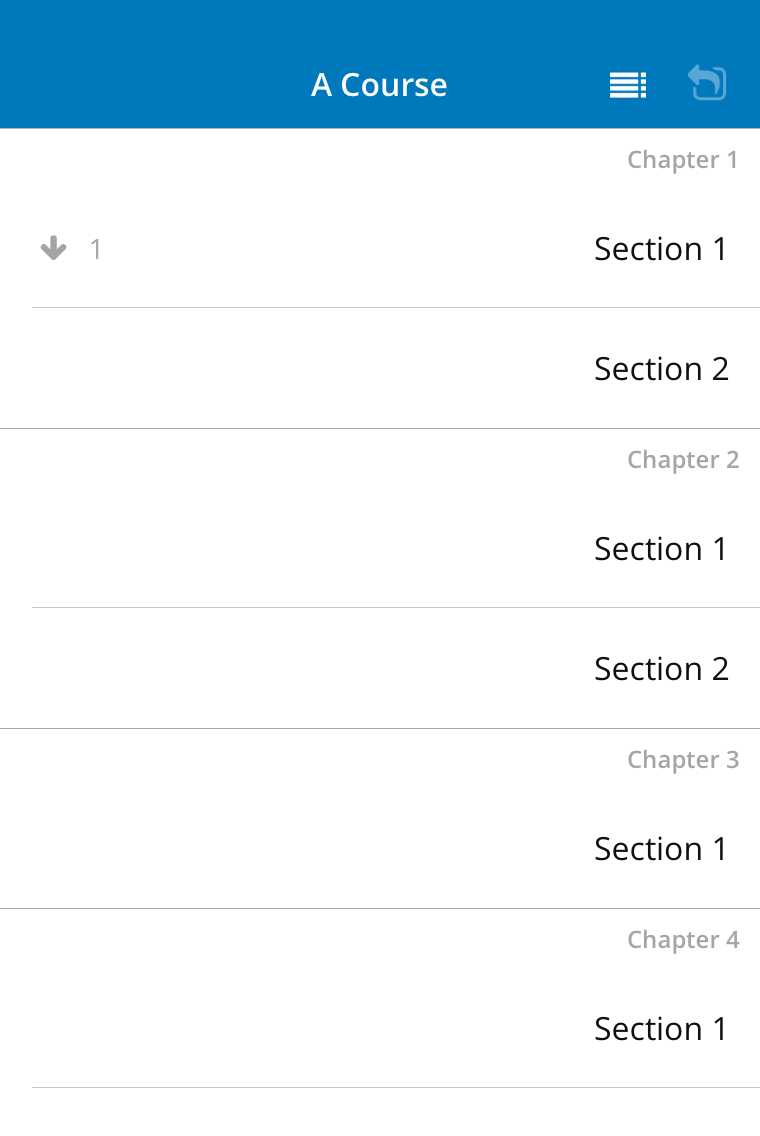 A Course
Chapter 1
Section 1
1
Section 2
Chapter 2
Section 1
Section 2
Chapter 3
Section 1
Chapter 4
Section 1